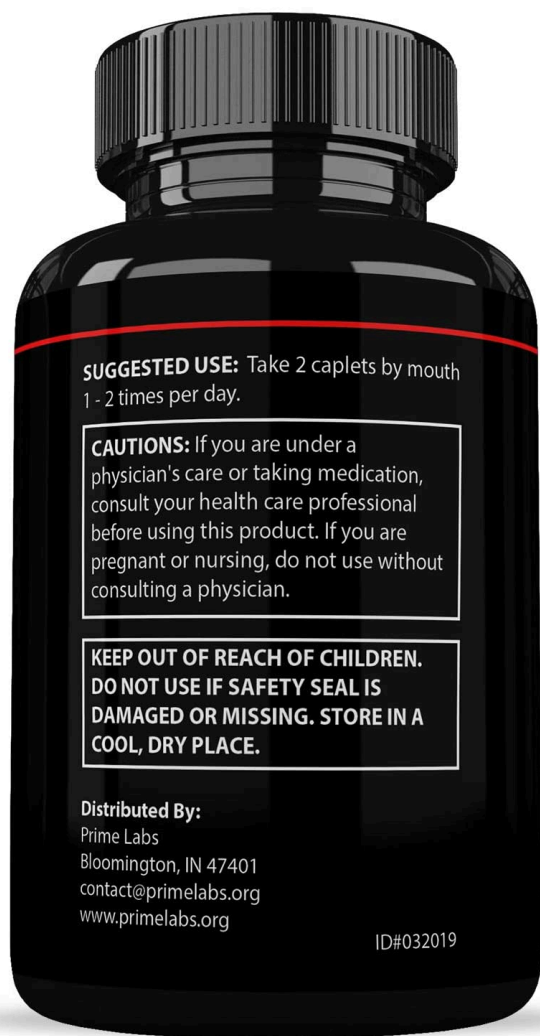 SUGGESTED USE: Take 2 caplets by mouth
1 - 2 times per day.
CAUTIONS: If you are under a
physician's care or taking medication,
consult your health care professional
before using this product. If you are
pregnant or nursing, do not use without
consulting a physician.
KEEP OUT OF REACH OF CHILDREN.
DO NOT USE IF SAFETY SEAL IS
DAMAGED OR MISSING. STORE IN A
COOL, DRY PLACE.
Distributed By:
Prime Labs
Bloomington, IN 47401
contact@primelabs.org
www.primelabs.org
ID#032019